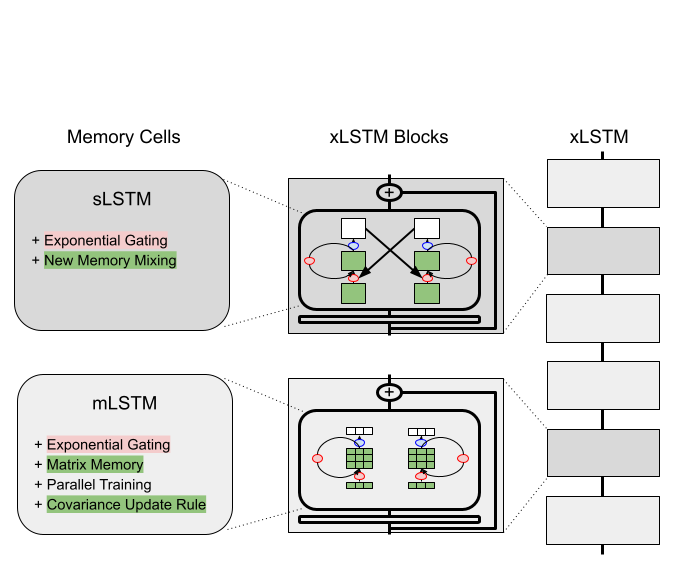 Memory Cells
xLSTM Blocks
xLSTM
sLSTM
+ Exponential Gating
+ New Memory Mixing
+
mLSTM
+ Exponential Gating
+ Matrix Memory
+ Parallel Training
+ Covariance Update Rule
+